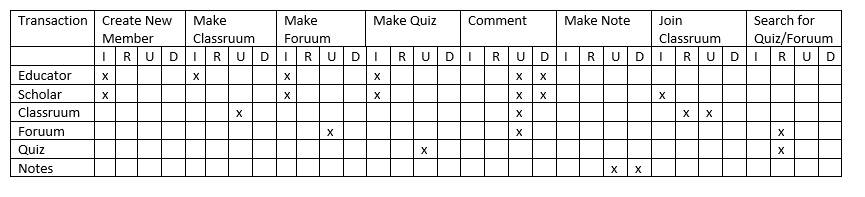 Transaction Create New Make Make Make Quiz Comment Make Note Join Search for
Member Classruum Foruum Classruum Quiz/Foruum
I R U D I R U D I R U D I R U D I R U D I R U D I R U D I R U D
Educator x x x x x x
Scholar x x x x x x
Classruum x x x x
Foruum x x x
Quiz x x
Notes x x